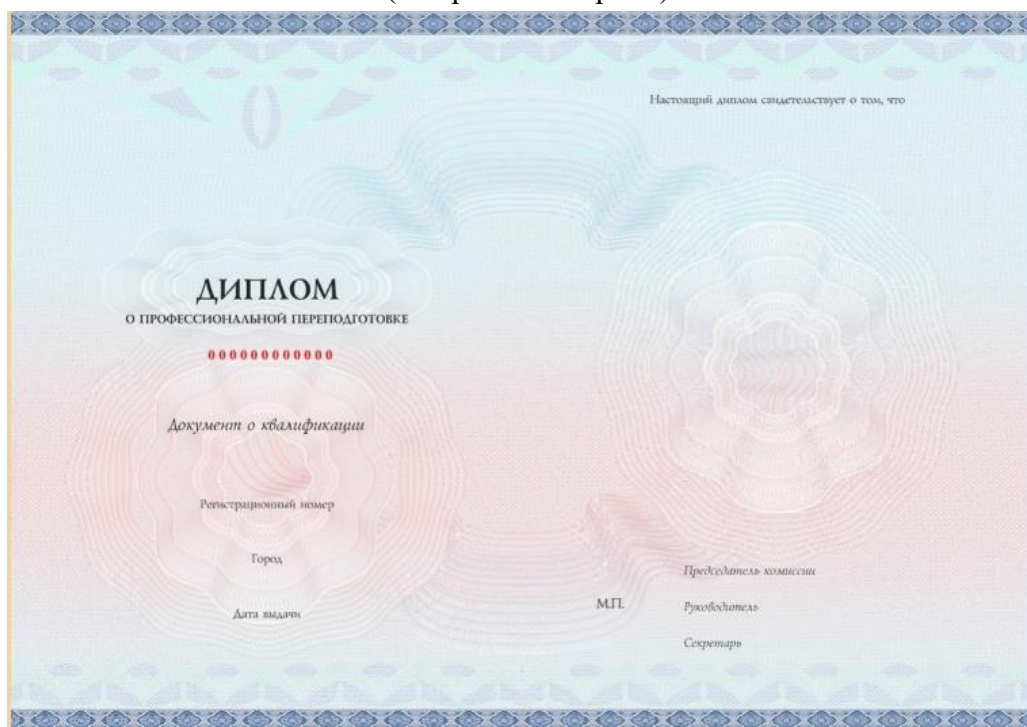 ДИПЛОМ
О ПРОФЕССИОНАЛЬНОЙ ПЕРЕПОДГОТОВКЕ
000000000000
Документ о квалификации
Регистрационный номер
Город
Дата выдачи
Настоящий диплом свидетельствует о том, что
Председатель комиссии
М.П.
Руководитель
Секретарь